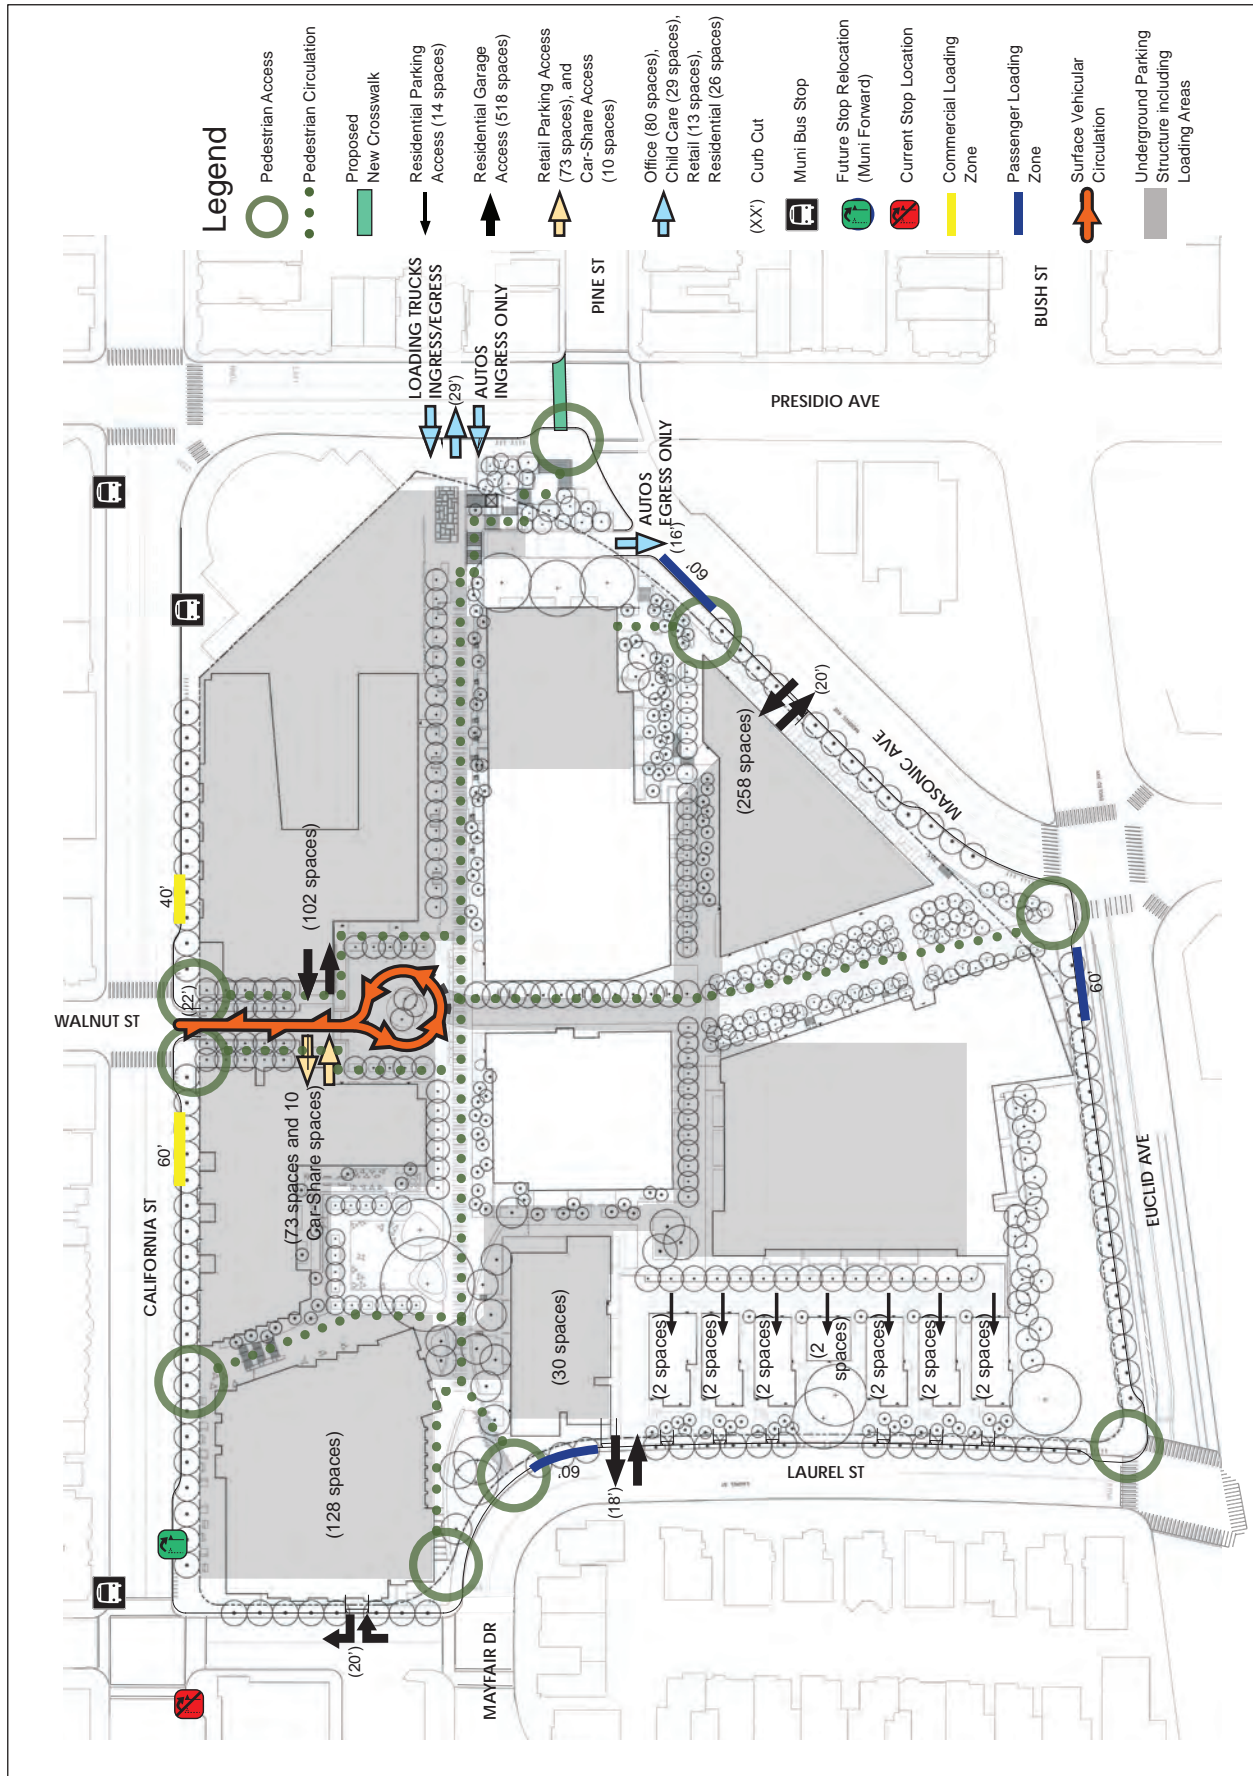 Legend
Pedestrian Access
Pedestrian Circulation
Proposed
New Crosswalk
Residential Parking
Access (14 spaces)
Residential Garage
Access (518 spaces)
Retail Parking Access
(73 spaces), and
Car-Share Access
(10 spaces)
Office (80 spaces),
Child Care (29 spaces),
Retail (13 spaces),
Residential (26 spaces)
(XX') Curb Cut
Muni Bus Stop
Future Stop Relocation
(Muni Forward)
Current Stop Location
Commercial Loading
Zone
Passenger Loading
Zone
Surface Vehicular
Circulation
Underground Parking
Structure including
Loading Areas
LOADING TRUCKS
INGRESS/EGRESS
(29')
AUTOS
INGRESS ONLY
PINE ST
BUSH ST
PRESIDIO AVE
AUTOS
EGRESS ONLY
(16')
60'
(20')
(258 spaces)
MASONIC AVE
40'
(102 spaces)
(22')
WALNUT ST
60'
(73 spaces and 10
Car-Share spaces)
CALIFORNIA ST
60'
EUCLID AVE
(30 spaces)
(2 spaces)
(2 spaces)
(2 spaces)
(2
spaces)
(2 spaces)
(2 spaces)
(2 spaces)
(128 spaces)
60'
(18')
LAUREL ST
(20')
MAYFAIR DR